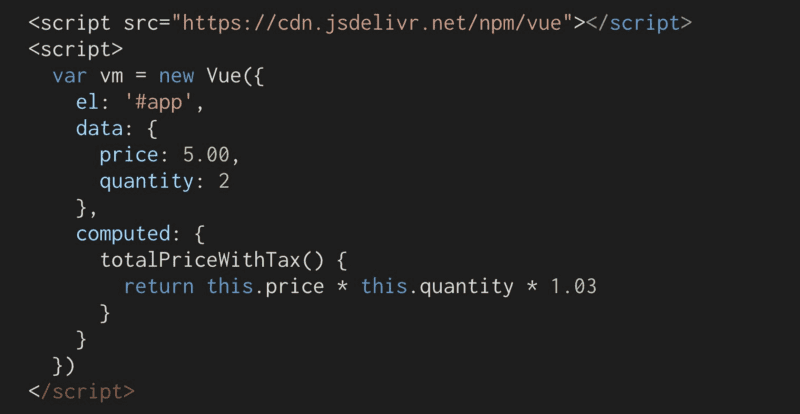 <script src="https://cdn.jsdelivr.net/npm/vue"></script>
<script>
  var vm = new Vue({
    el: '#app',
    data: {
      price: 5.00,
      quantity: 2
    },
    computed: {
      totalPriceWithTax() {
        return this.price * this.quantity * 1.03
      }
    }
  })
</script>